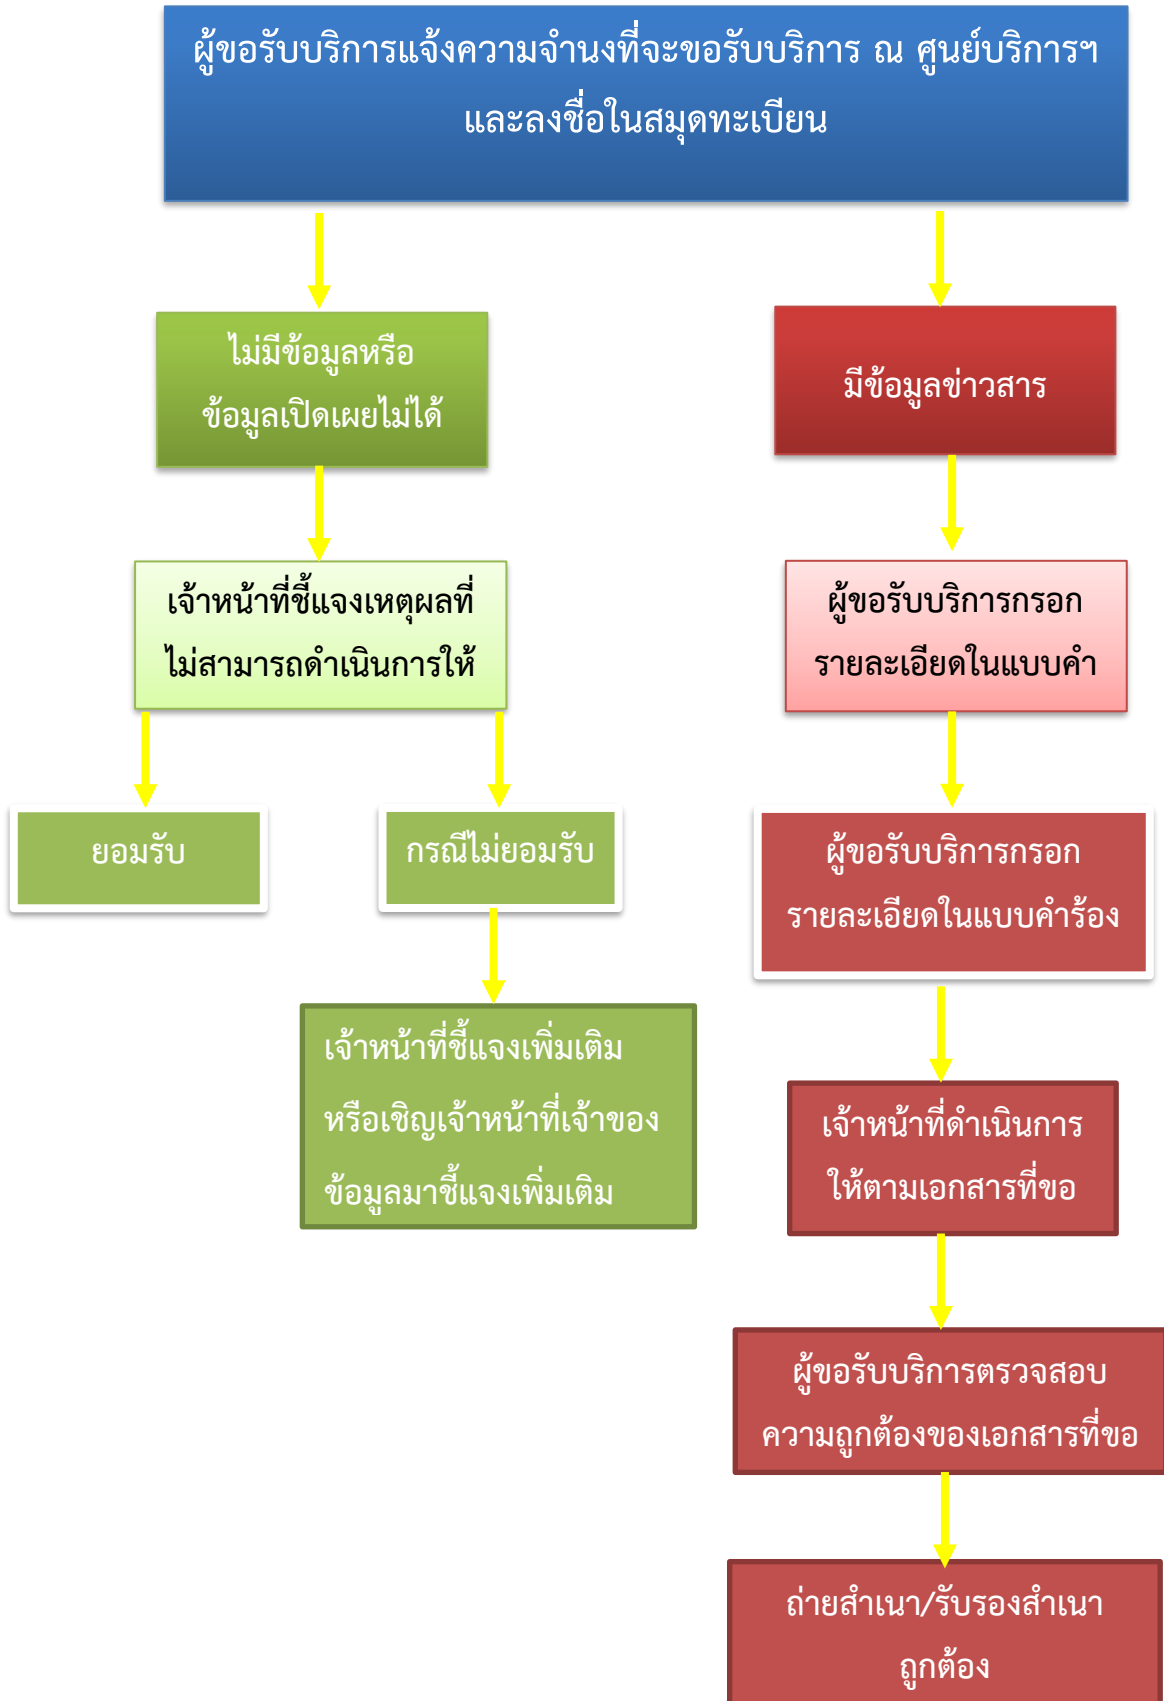 ผู้ขอรับบริการแจ้งความจำนงที่จะขอรับบริการ ณ ศูนย์บริการฯ
และลงชื่อในสมุดทะเบียน
ไม่มีข้อมูลหรือ
ข้อมูลเปิดเผยไม่ได้
มีข้อมูลข่าวสาร
เจ้าหน้าที่ชี้แจงเหตุผลที่
ไม่สามารถดำเนินการให้
ผู้ขอรับบริการกรอก
รายละเอียดในแบบคำ
ยอมรับ
กรณีไม่ยอมรับ
ผู้ขอรับบริการกรอก
รายละเอียดในแบบคำร้อง
เจ้าหน้าที่ชี้แจงเพิ่มเติม
หรือเชิญเจ้าหน้าที่เจ้าของ
ข้อมูลมาชี้แจงเพิ่มเติม
เจ้าหน้าที่ดำเนินการ
ให้ตามเอกสารที่ขอ
ผู้ขอรับบริการตรวจสอบ
ความถูกต้องของเอกสารที่ขอ
ถ่ายสำเนา/รับรองสำเนา
ถูกต้อง